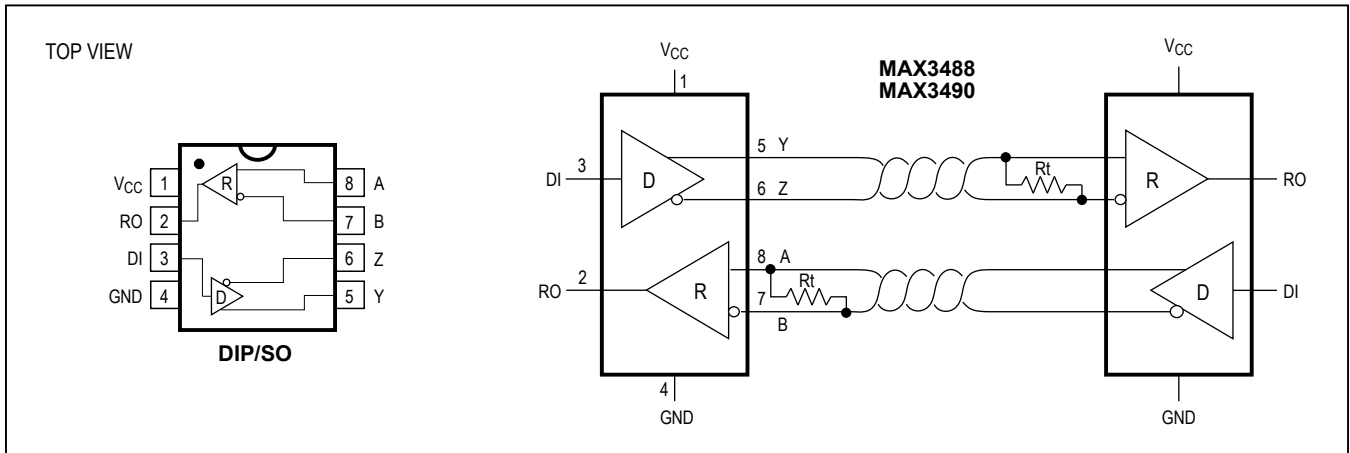 TOP VIEW
VCC 1
RO 2
DI 3
GND 4
8 A
7 B
6 Z
5 Y
R
D
DIP/SO
MAX3488
MAX3490
VCC
1
DI 3
D
5 Y
6 Z
Rt
R
RO
VCC
RO 2
R
8 A
7 B
Rt
D
DI
4
GND
GND